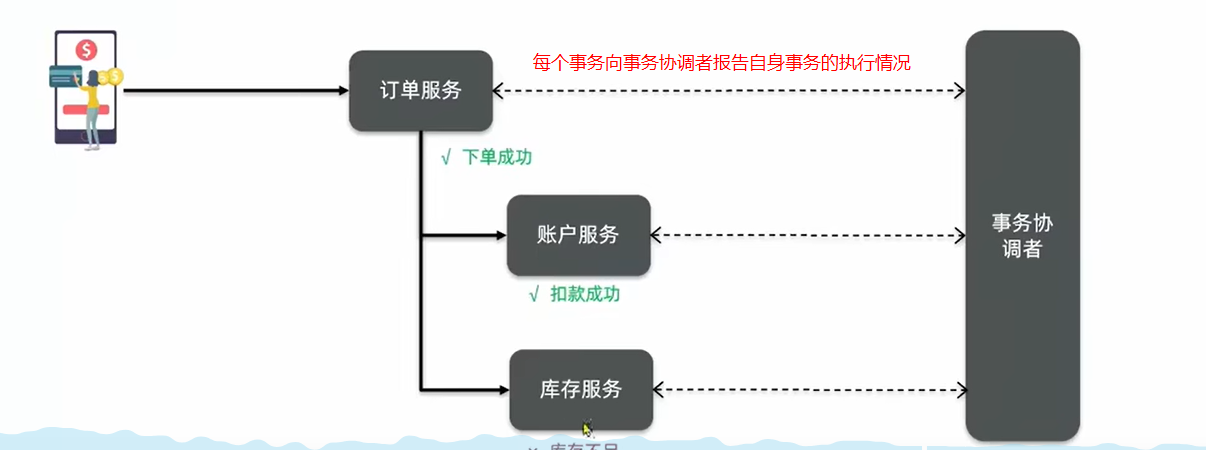 每个事务向事务协调者报告自身事务的执行情况
$
$
订单服务
√ 下单成功
账户服务
√ 扣款成功
事务协
调者
库存服务
× 库存不足